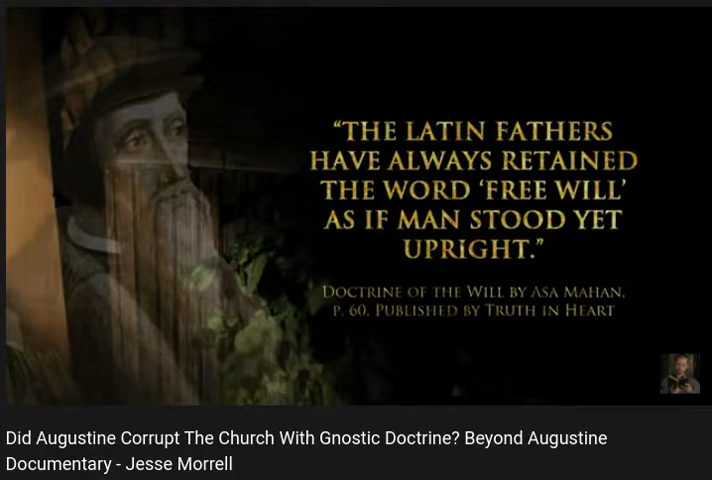 “THE LATIN FATHERS
HAVE ALWAYS RETAINED
THE WORD ‘FREE WILL’
AS IF MAN STOOD YET
UPRIGHT.”
DOCTRINE OF THE WILL BY ASA MAHAN,
P. 60, PUBLISHED BY TRUTH IN HEART
Did Augustine Corrupt The Church With Gnostic Doctrine? Beyond Augustine
Documentary - Jesse Morrell